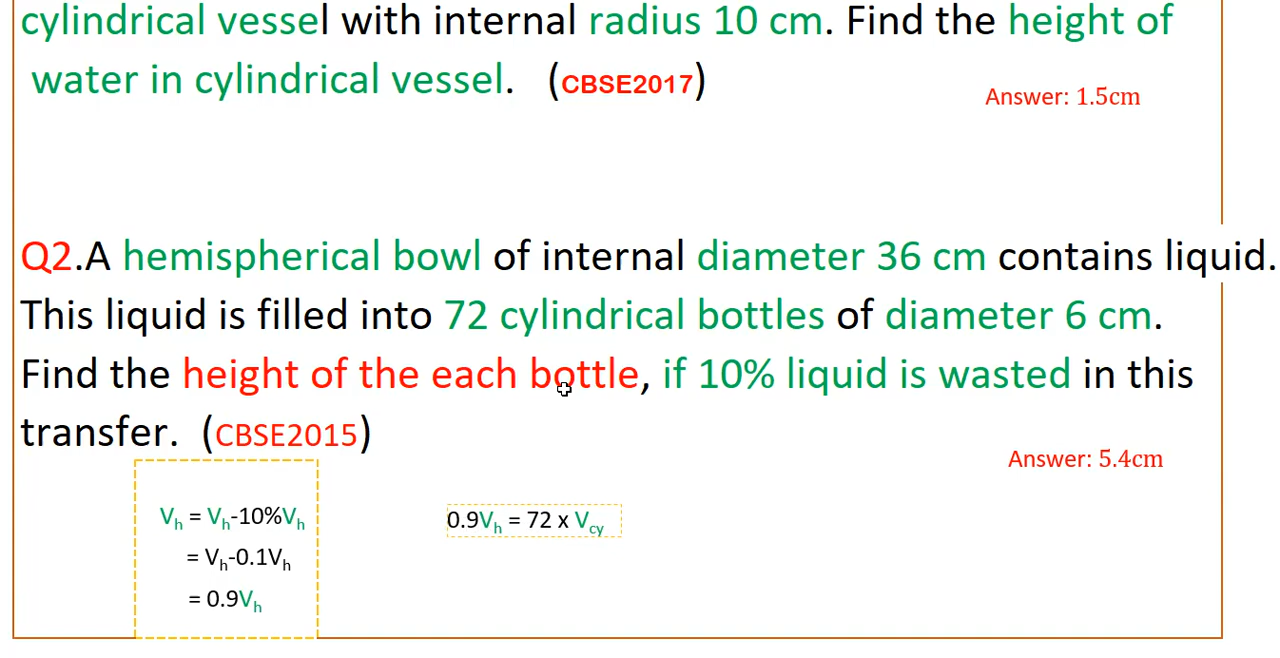 cylindrical vessel with internal radius 10 cm. Find the height of
water in cylindrical vessel. (CBSE2017)
Answer: 1.5cm
Q2.A hemispherical bowl of internal diameter 36 cm contains liquid.
This liquid is filled into 72 cylindrical bottles of diameter 6 cm.
Find the height of the each bottle, if 10% liquid is wasted in this
transfer. (CBSE2015)
Answer: 5.4cm
Vh = Vh-10%Vh
= Vh-0.1Vh
= 0.9Vh
0.9Vh = 72 x Vcy